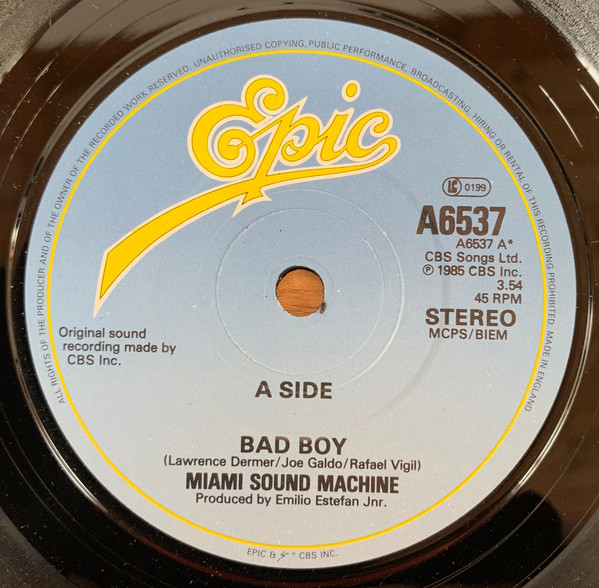 ALL RIGHTS OF THE PRODUCER AND OF THE OWNER OF THE RECORDED WORK RESERVED. UNAUTHORISED COPYING, PUBLIC PERFORMANCE, BROADCASTING, HIRING OR RENTAL OF THIS RECORDING PROHIBITED. MADE IN ENGLAND.
Epic
LC 0199
A6537
A6537 A*
CBS Songs Ltd.
℗ 1985 CBS Inc.
3.54
45 RPM
STEREO
MCPS/BIEM
Original sound
recording made by
CBS Inc.
A SIDE
BAD BOY
(Lawrence Dermer/Joe Galdo/Rafael Vigil)
MIAMI SOUND MACHINE
Produced by Emilio Estefan Jnr.
EPIC & Epic * CBS INC.